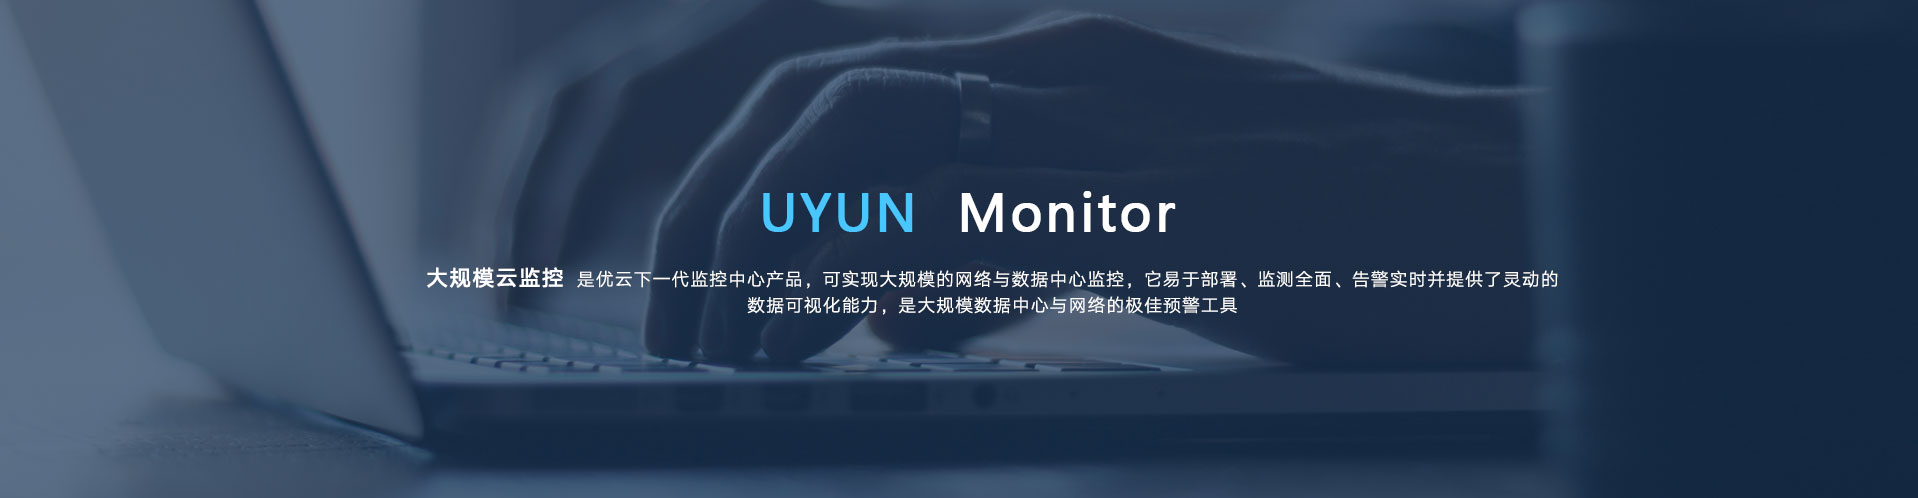 UYUN Monitor
大规模云监控 是优云下一代监控中心产品，可实现大规模的网络与数据中心监控，它易于部署、监测全面、告警实时并提供了灵动的
数据可视化能力，是大规模数据中心与网络的极佳预警工具